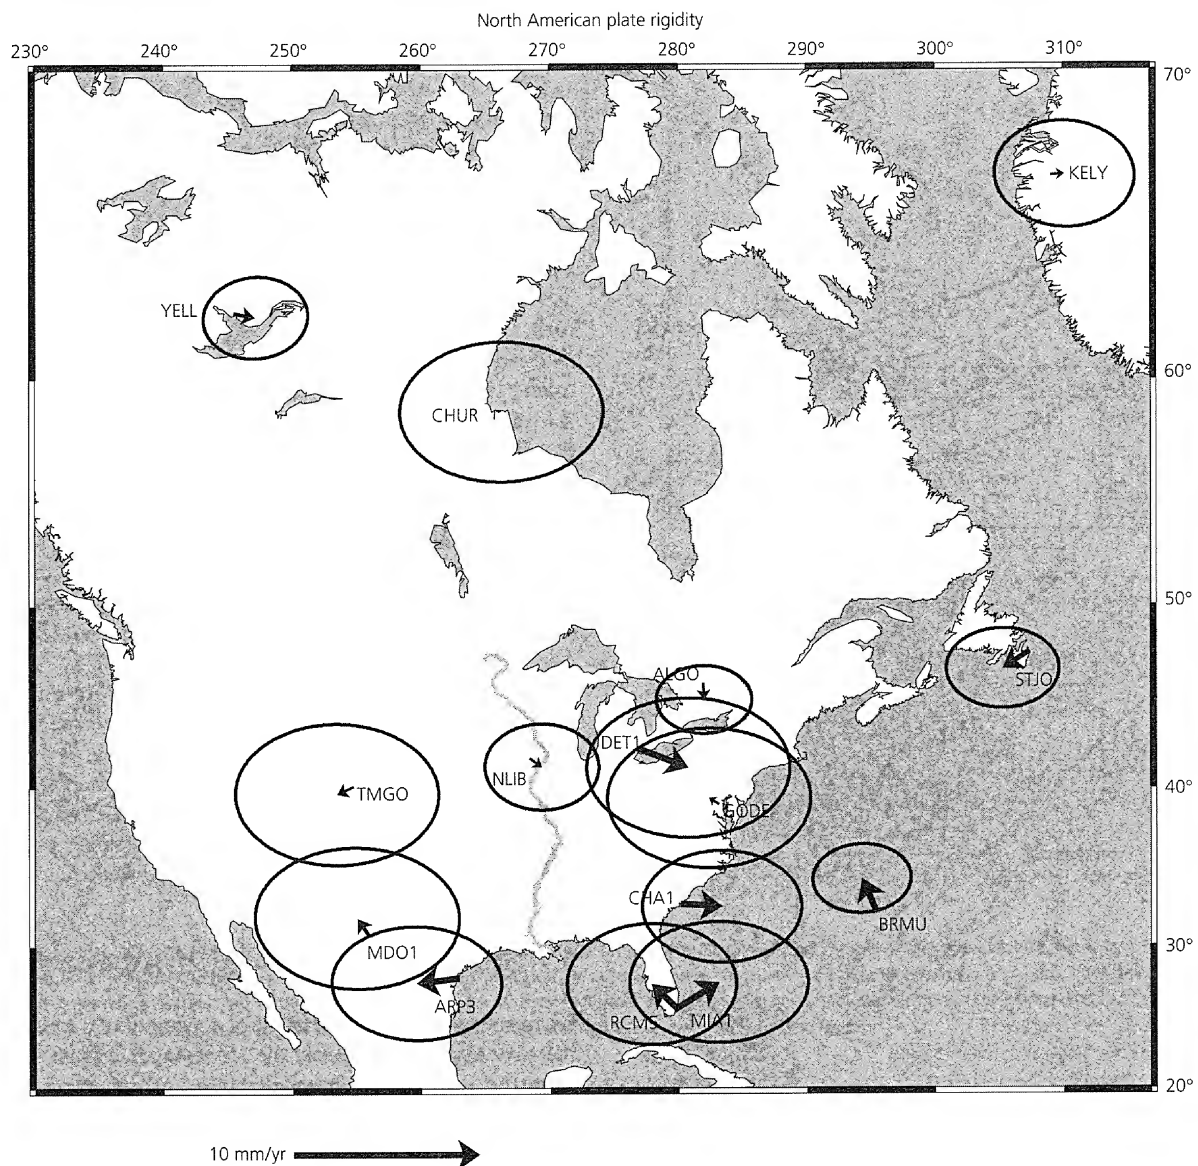 North American plate rigidity
230° 240° 250° 260° 270° 280° 290° 300° 310°
70°
KELY
YELL
60°
CHUR
50°
ALGO
STJO
DET1
NLIB
40°
TMGO
GODE
CHA1
BRMU
30°
MDO1
ARP3
RCM5 MIA1
20°
10 mm/yr